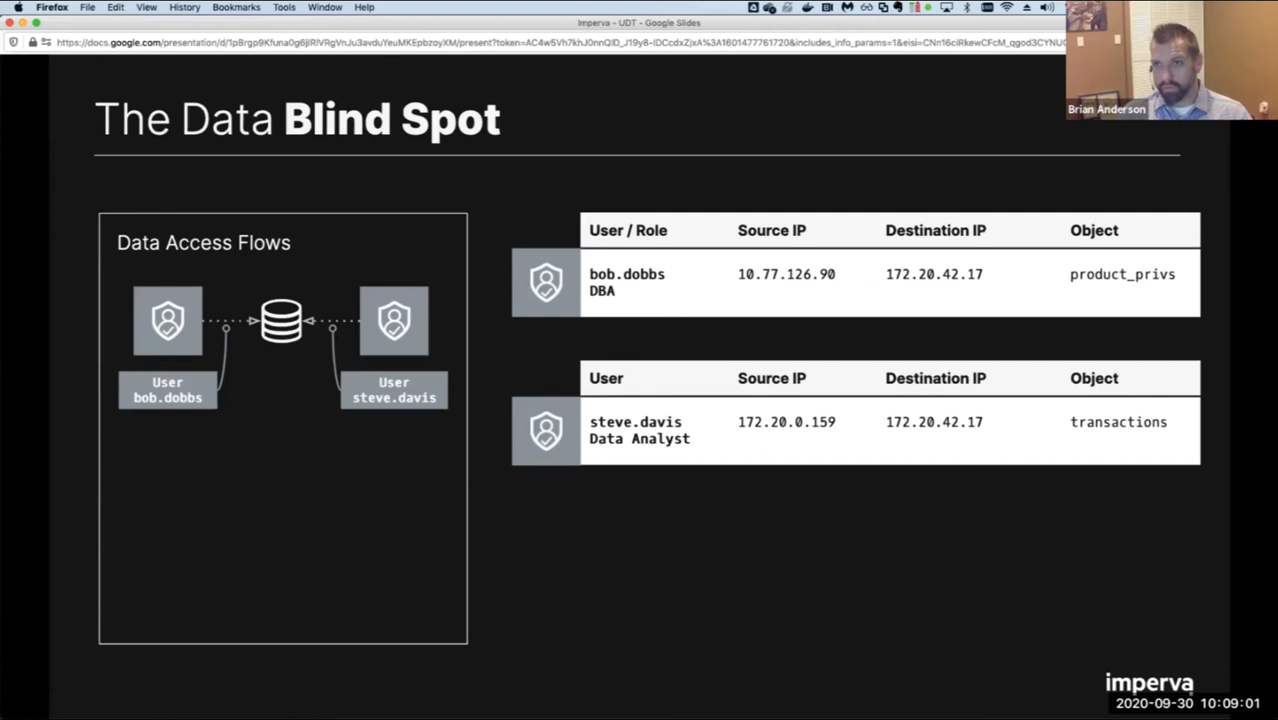 Firefox File Edit View History Bookmarks Tools Window Help
Imperva - UDT - Google Slides
Brian Anderson
The Data Blind Spot
Data Access Flows
User
bob.dobbs
User
steve.davis
User / Role Source IP Destination IP Object
bob.dobbs 10.77.126.90 172.20.42.17 product_privs
DBA
User Source IP Destination IP Object
steve.davis 172.20.0.159 172.20.42.17 transactions
Data Analyst
imperva
2020-09-30 10:09:01